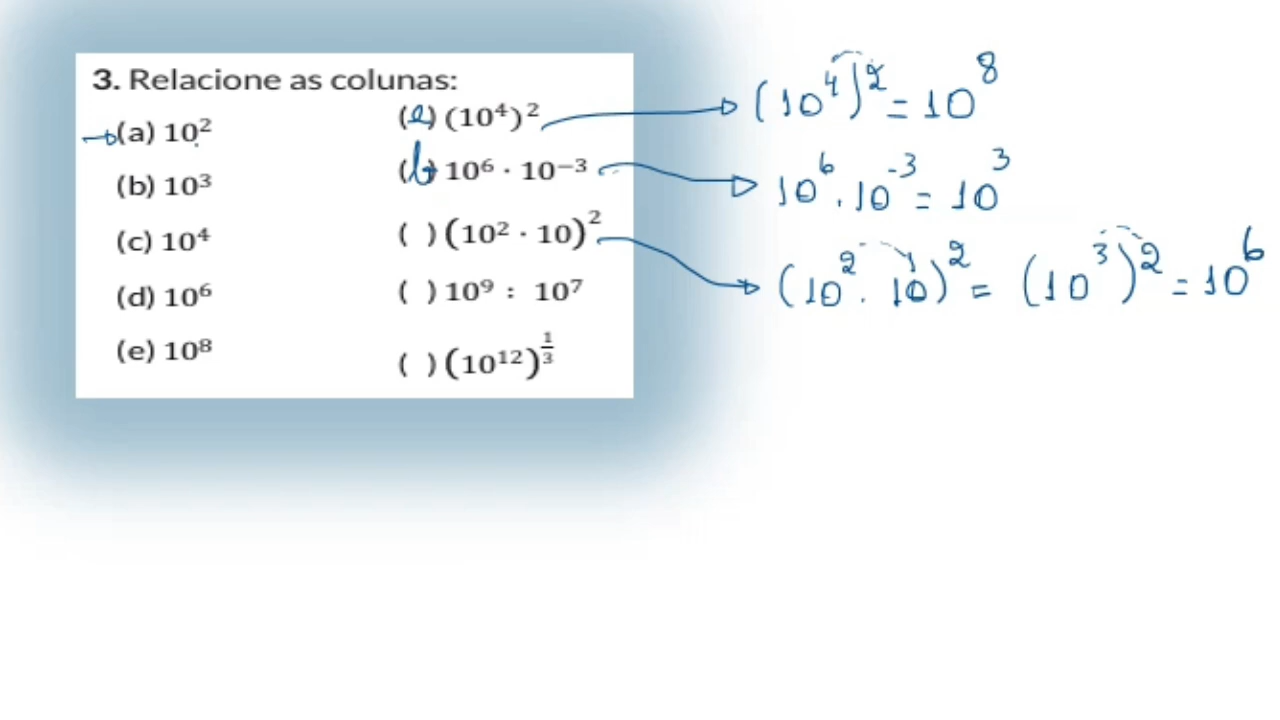 3. Relacione as colunas:
(a) 10² (e) (10⁴)²
(b) 10³ (b) 10⁶ · 10⁻³
(c) 10⁴ ( ) (10² · 10)²
(d) 10⁶ ( ) 10⁹ : 10⁷
(e) 10⁸ ( ) (10¹²)^(1/3)
(10⁴)² = 10⁸
10⁶ . 10⁻³ = 10³
(10² . 10¹)² = (10³)² = 10⁶